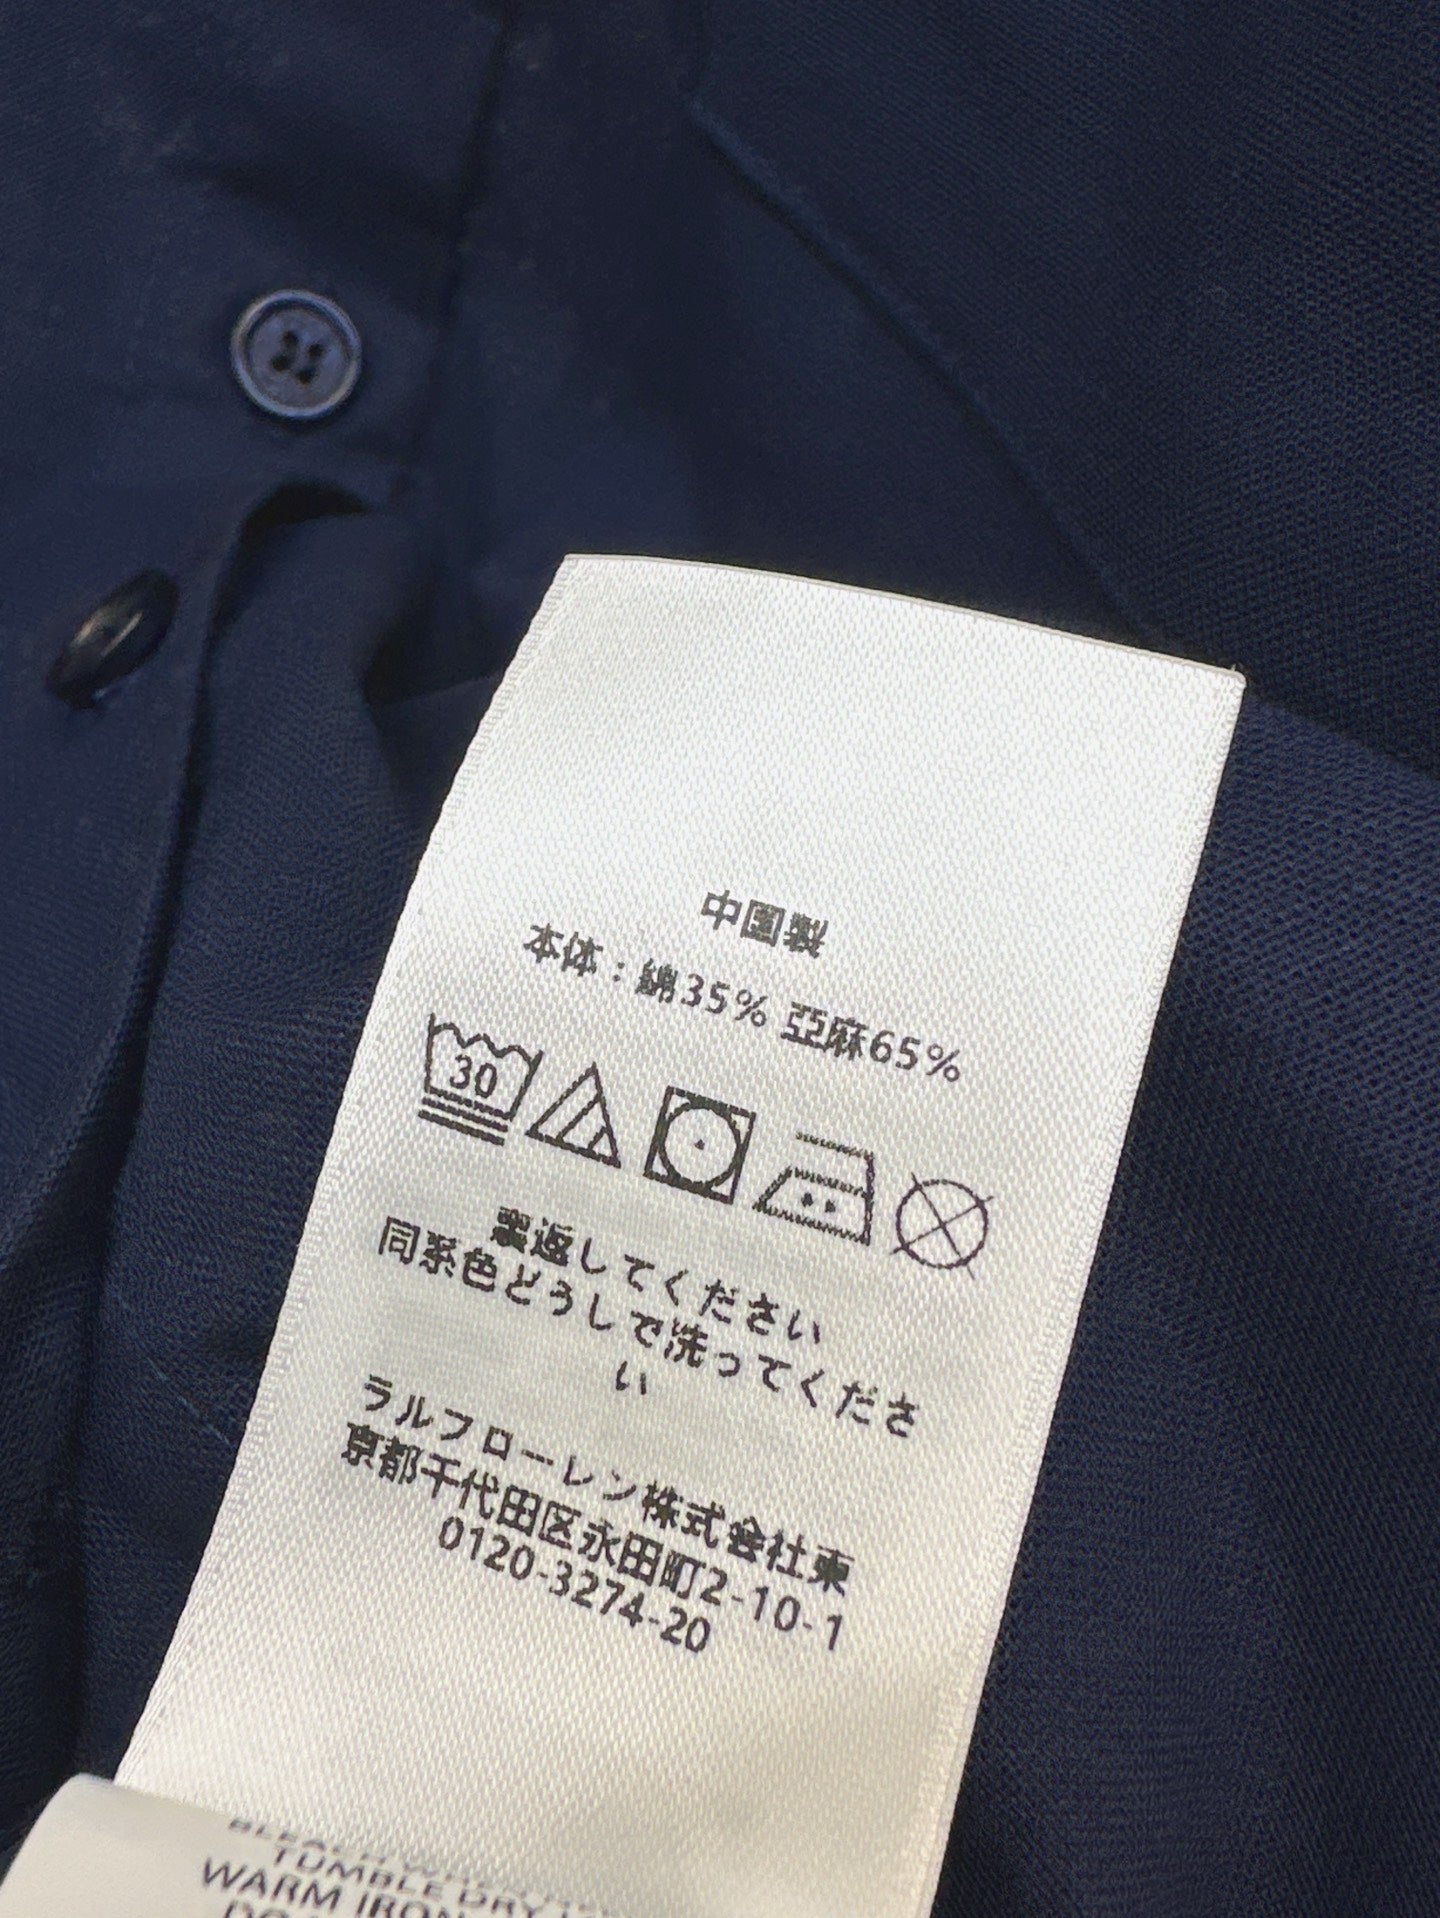 中國製
本体：綿35% 亞麻65%
30
裏返してください
同系色どうしで洗ってくださ
い
ラルフローレン株式会社東
京都千代田区永田町2-10-1
0120-3274-20
TUMBLE DRY
WARM IRON